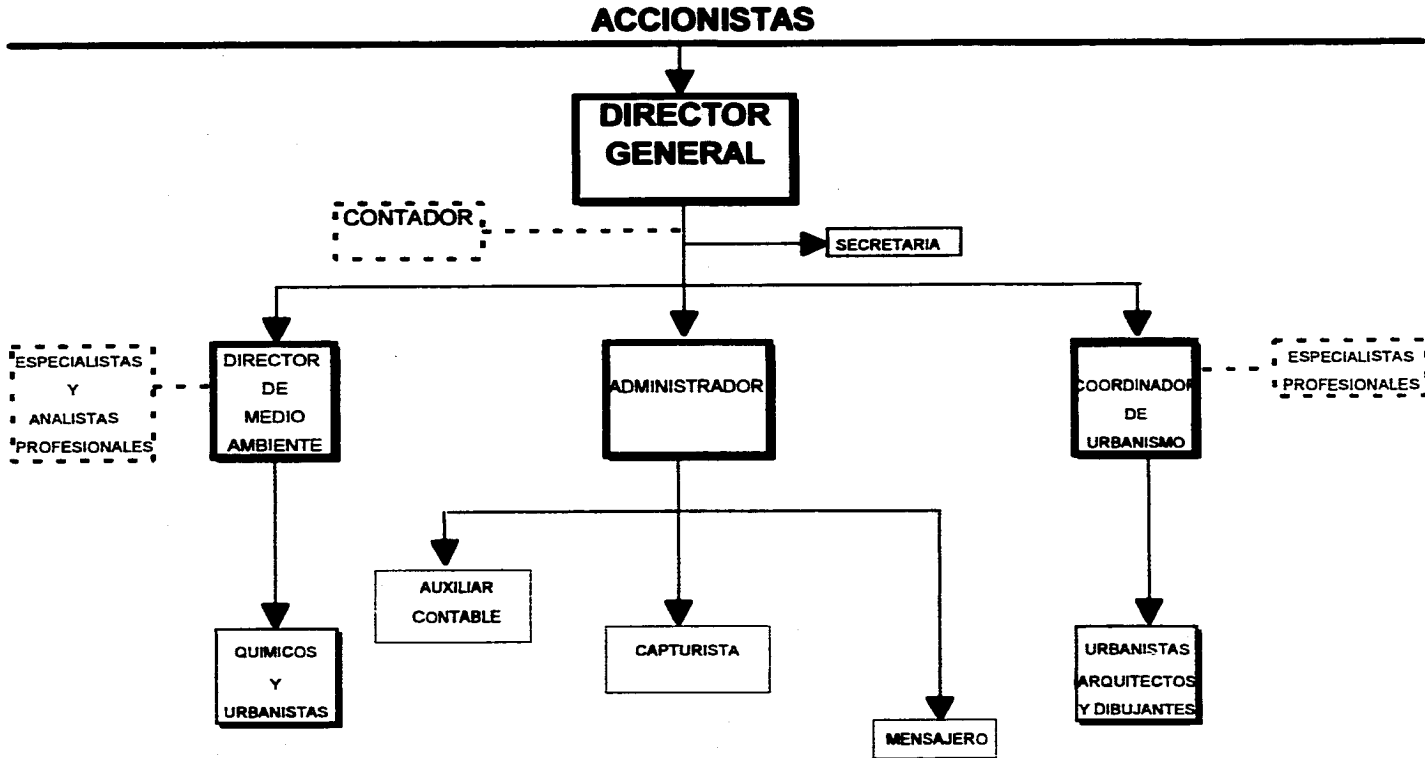 ACCIONISTAS
DIRECTOR
GENERAL
CONTADOR
SECRETARIA
ESPECIALISTAS
Y
ANALISTAS
PROFESIONALES
DIRECTOR
DE
MEDIO
AMBIENTE
ADMINISTRADOR
COORDINADOR
DE
URBANISMO
ESPECIALISTAS
PROFESIONALES
AUXILIAR
CONTABLE
QUIMICOS
Y
URBANISTAS
CAPTURISTA
URBANISTAS
ARQUITECTOS
Y DIBUJANTES
MENSAJERO